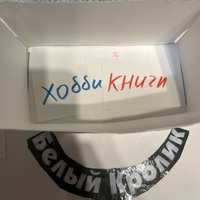 Хобби Книги
Белый Кролик